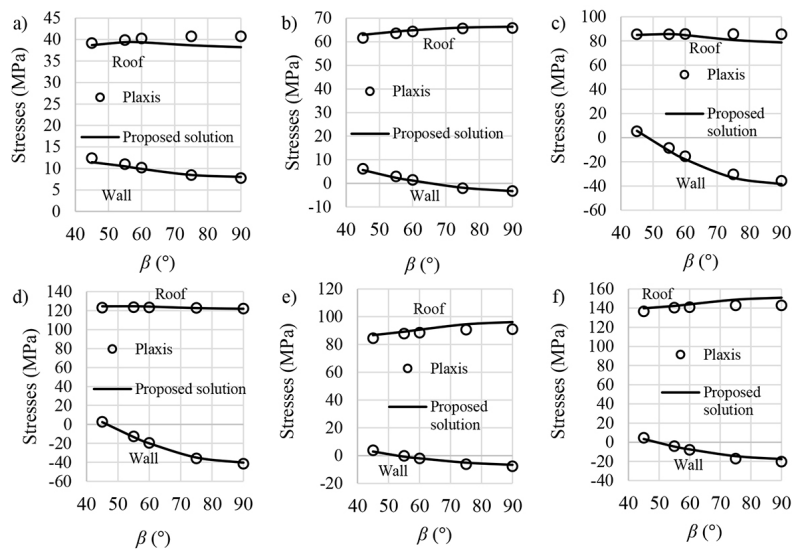 a)
Stresses (MPa)
45
40
35
30
25
20
15
10
5
0
Roof
Plaxis
Proposed solution
Wall
40 50 60 70 80 90
β (°)
b)
Stresses (MPa)
70
60
50
40
30
20
10
0
-10
Roof
Plaxis
Proposed solution
Wall
40 50 60 70 80 90
β (°)
c)
Stresses (MPa)
100
80
60
40
20
0
-20
-40
-60
Roof
Plaxis
Proposed
solution
Wall
40 50 60 70 80 90
β (°)
d)
Stresses (MPa)
140
120
100
80
60
40
20
0
-20
-40
-60
Roof
Plaxis
Proposed solution
Wall
40 50 60 70 80 90
β (°)
e)
Stresses (MPa)
120
100
80
60
40
20
0
-20
Roof
Plaxis
Proposed
solution
Wall
40 50 60 70 80 90
β (°)
f)
Stresses (MPa)
160
140
120
100
80
60
40
20
0
-20
-40
Roof
Plaxis
Proposed
solution
Wall
40 50 60 70 80 90
β (°)